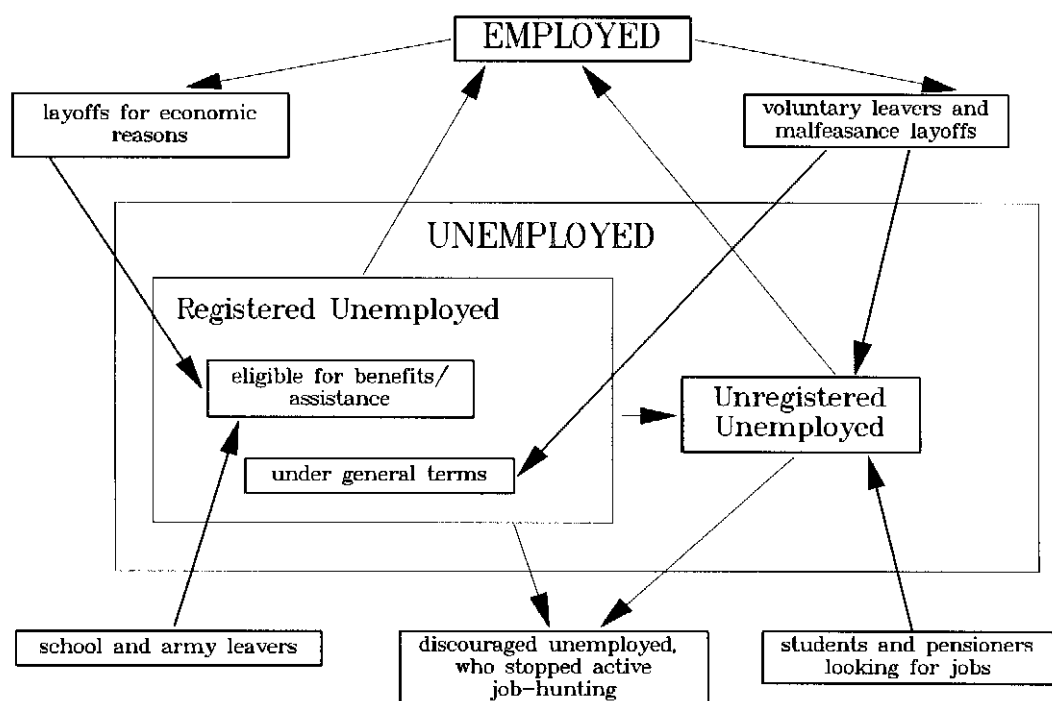 EMPLOYED
layoffs for economic
reasons
voluntary leavers and
malfeasance layoffs
UNEMPLOYED
Registered Unemployed
eligible for benefits/
assistance
under general terms
Unregistered
Unemployed
school and army leavers
discouraged unemployed,
who stopped active
job-hunting
students and pensioners
looking for jobs